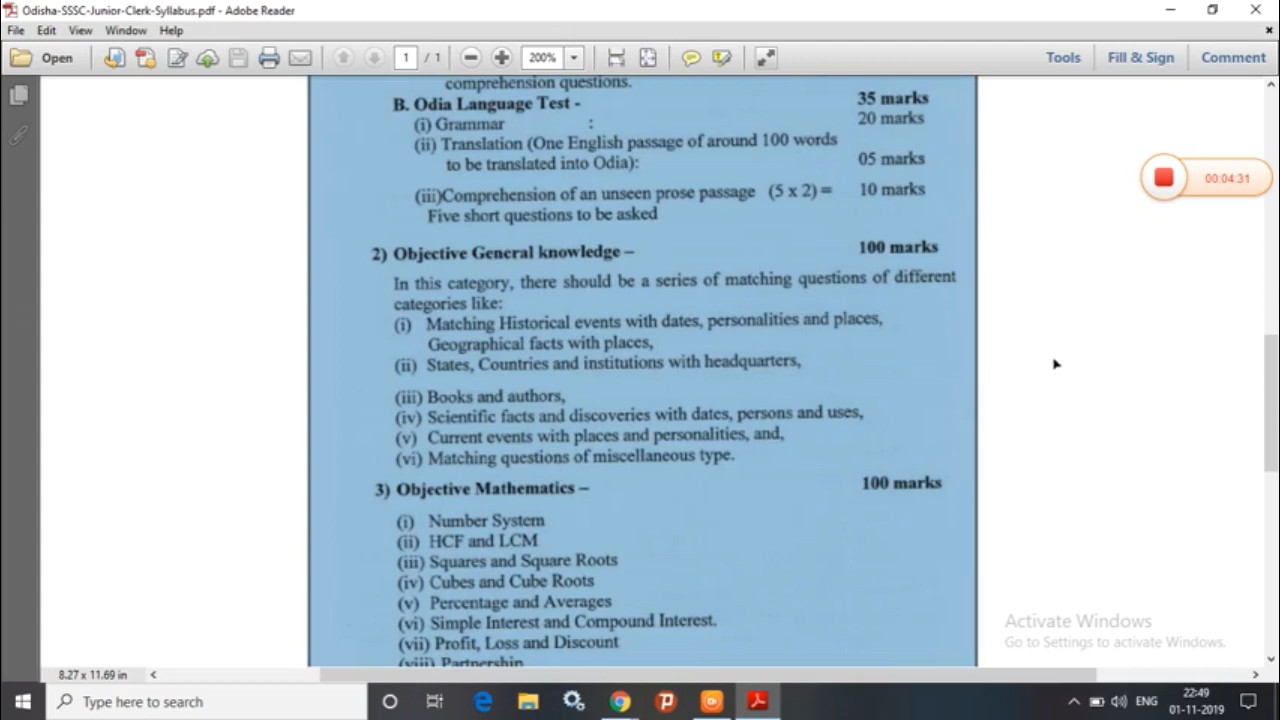 Odisha-SSSC-Junior-Clerk-Syllabus.pdf - Adobe Reader
File Edit View Window Help
Open 1 / 1 200% Tools Fill & Sign Comment
comprehension questions.
B. Odia Language Test - 35 marks
(i) Grammar : 20 marks
(ii) Translation (One English passage of around 100 words
to be translated into Odia): 05 marks
(iii)Comprehension of an unseen prose passage (5 x 2) = 10 marks
Five short questions to be asked
2) Objective General knowledge – 100 marks
In this category, there should be a series of matching questions of different
categories like:
(i) Matching Historical events with dates, personalities and places,
Geographical facts with places,
(ii) States, Countries and institutions with headquarters,
(iii) Books and authors,
(iv) Scientific facts and discoveries with dates, persons and uses,
(v) Current events with places and personalities, and,
(vi) Matching questions of miscellaneous type.
3) Objective Mathematics – 100 marks
(i) Number System
(ii) HCF and LCM
(iii) Squares and Square Roots
(iv) Cubes and Cube Roots
(v) Percentage and Averages
(vi) Simple Interest and Compound Interest.
(vii) Profit, Loss and Discount
(viii) Partnership
00:04:31
Activate Windows
Go to Settings to activate Windows.
8.27 x 11.69 in
Type here to search
ENG
22:49
01-11-2019